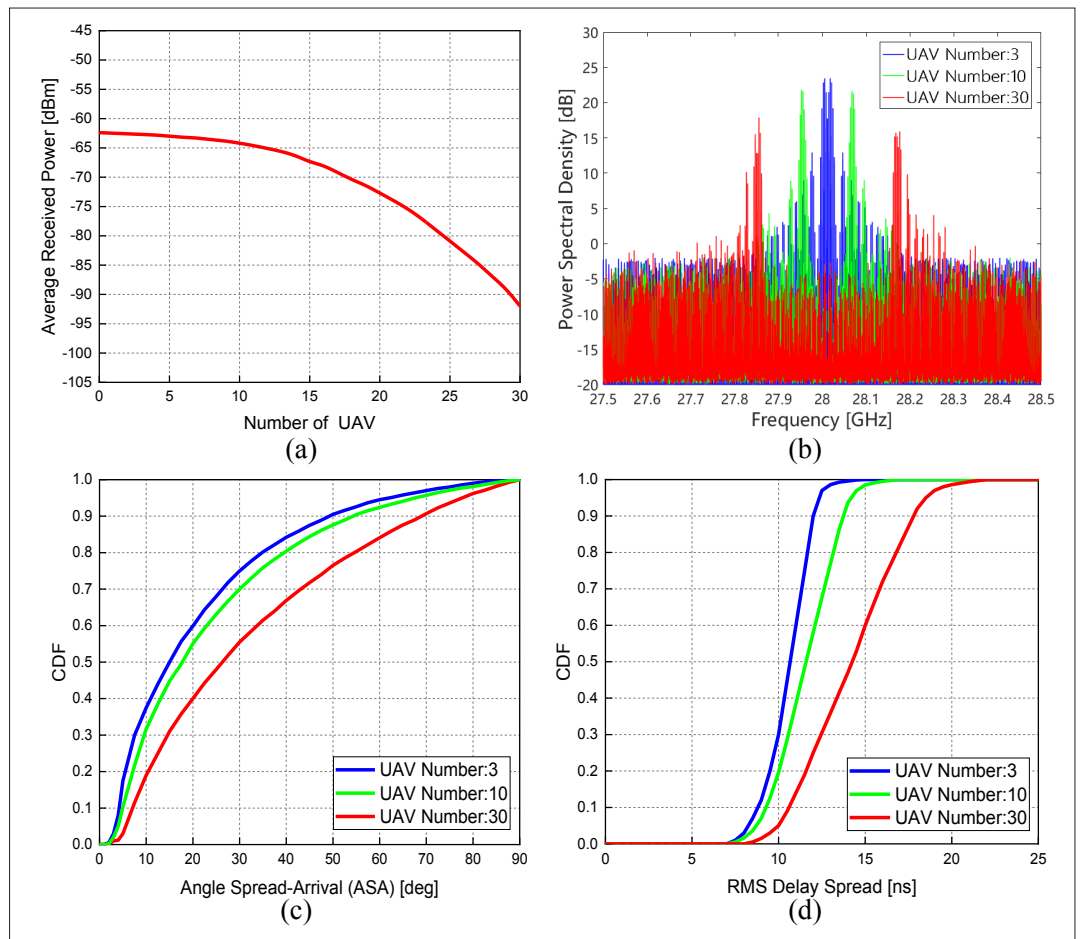 -45
-50
-55
-60
-65
-70
-75
-80
-85
-90
-95
-100
-105
Average Received Power [dBm]
0 5 10 15 20 25 30
Number of UAV
(a)
30
25
20
15
10
5
0
-5
-10
-15
-20
Power Spectral Density [dB]
UAV Number:3
UAV Number:10
UAV Number:30
27.5 27.6 27.7 27.8 27.9 28 28.1 28.2 28.3 28.4 28.5
Frequency [GHz]
(b)
1.0
0.9
0.8
0.7
0.6
0.5
0.4
0.3
0.2
0.1
0.0
CDF
UAV Number:3
UAV Number:10
UAV Number:30
0 10 20 30 40 50 60 70 80 90
Angle Spread-Arrival (ASA) [deg]
(c)
1.0
0.9
0.8
0.7
0.6
0.5
0.4
0.3
0.2
0.1
0.0
CDF
UAV Number:3
UAV Number:10
UAV Number:30
0 5 10 15 20 25
RMS Delay Spread [ns]
(d)